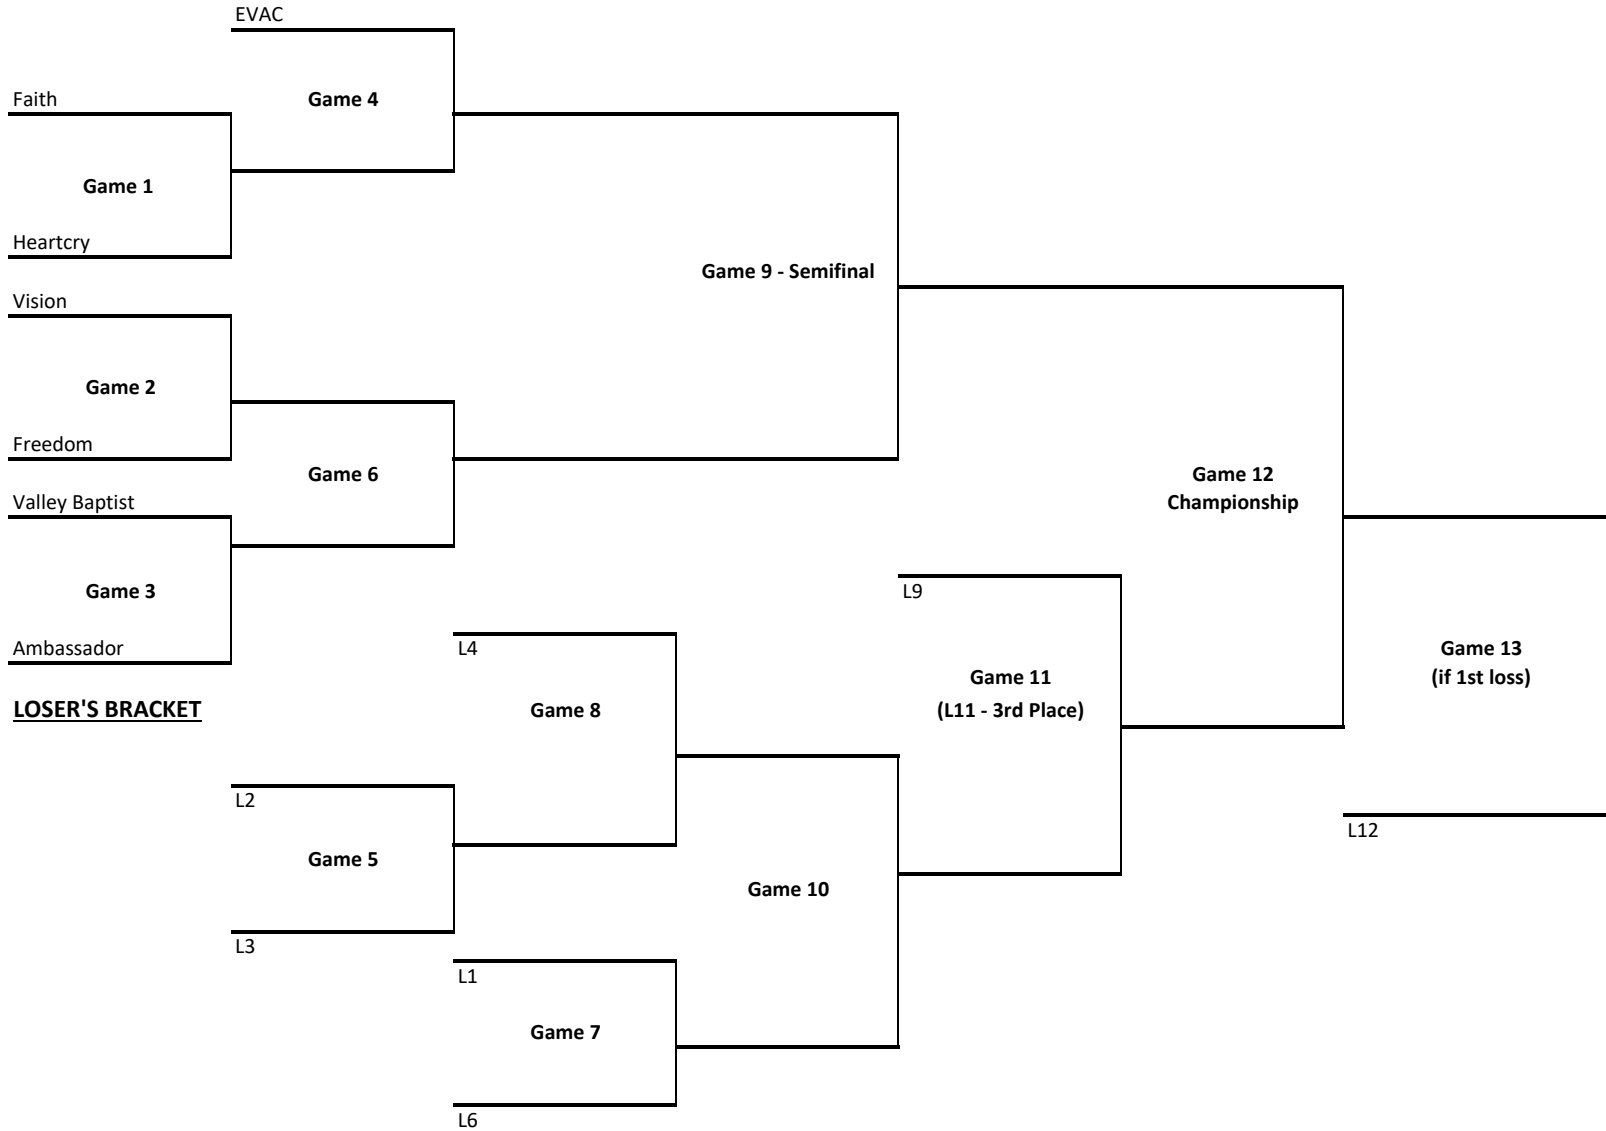 EVAC
Faith
Game 4
Game 1
Heartcry
Game 9 - Semifinal
Vision
Game 2
Freedom
Game 6
Game 12
Championship
Valley Baptist
Game 3
L9
Ambassador
L4
Game 11
(L11 - 3rd Place)
Game 13
(if 1st loss)
LOSER'S BRACKET
Game 8
L2
L12
Game 5
Game 10
L3
L1
Game 7
L6